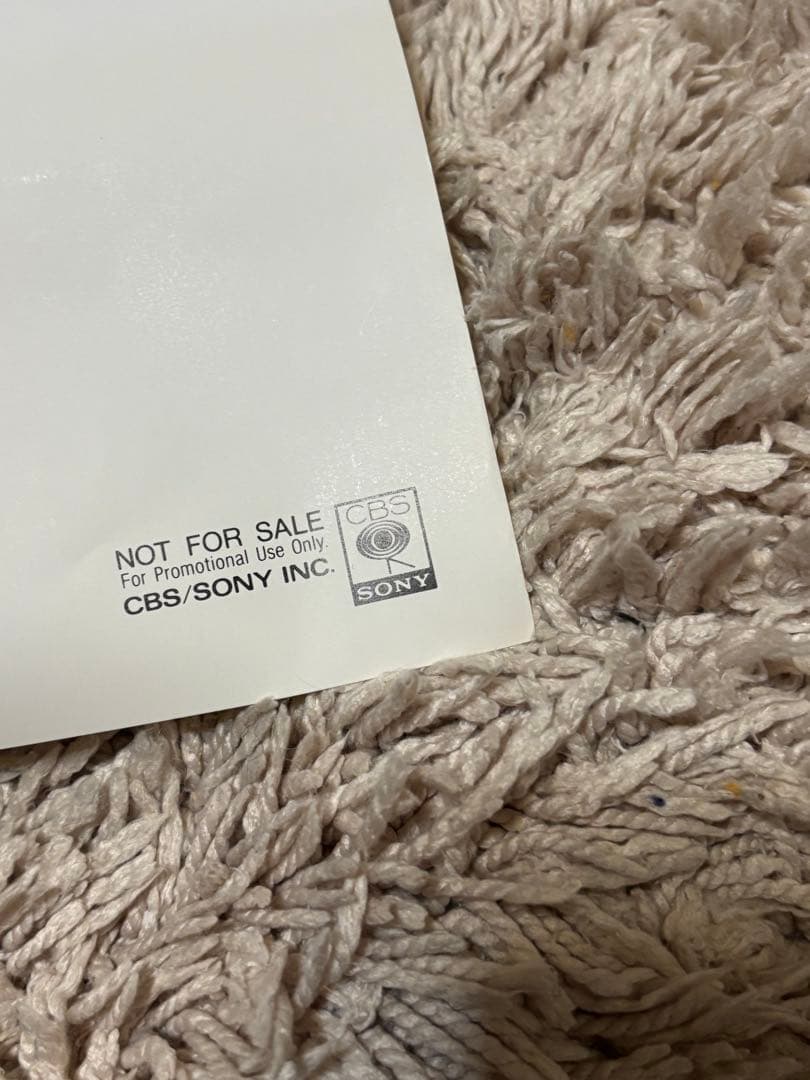 NOT FOR SALE
For Promotional Use Only.
CBS/SONY INC.
CBS
SONY